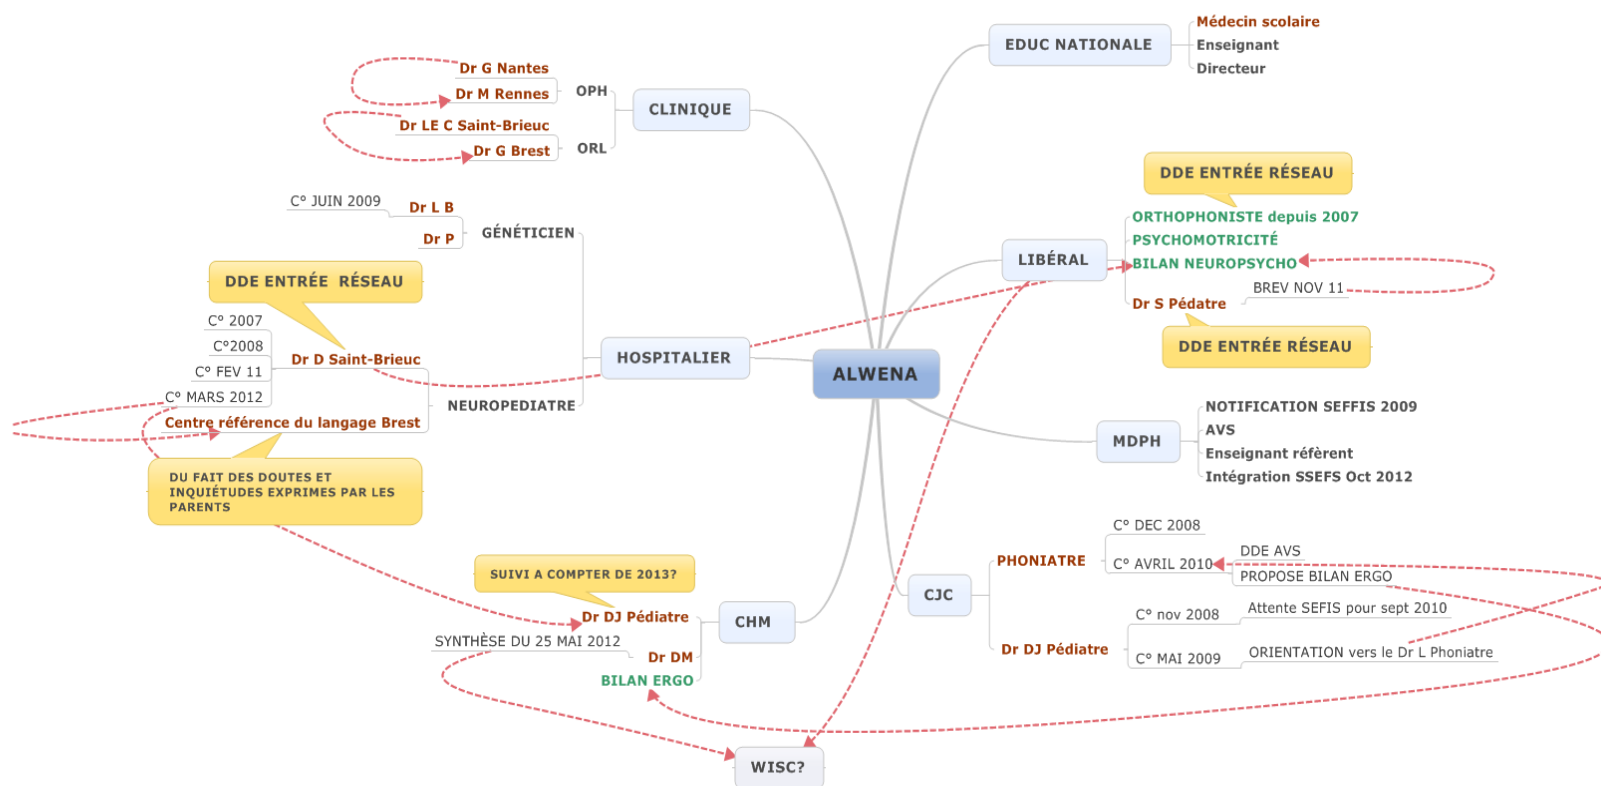 EDUC NATIONALE
Médecin scolaire
Enseignant
Directeur
CLINIQUE
OPH
Dr G Nantes
Dr M Rennes
ORL
Dr LE C Saint-Brieuc
Dr G Brest
DDE ENTRÉE RÉSEAU
LIBÉRAL
ORTHOPHONISTE depuis 2007
PSYCHOMOTRICITÉ
BILAN NEUROPSYCHO
Dr S Pédatre
BREV NOV 11
DDE ENTRÉE RÉSEAU
HOSPITALIER
GÉNÉTICIEN
Dr L B
C° JUIN 2009
Dr P
NEUROPEDIATRE
DDE ENTRÉE RÉSEAU
Dr D Saint-Brieuc
C° 2007
C°2008
C° FEV 11
C° MARS 2012
Centre référence du langage Brest
DU FAIT DES DOUTES ET
INQUIÉTUDES EXPRIMES PAR LES
PARENTS
ALWENA
MDPH
NOTIFICATION SEFFIS 2009
AVS
Enseignant réfèrent
Intégration SSEFS Oct 2012
CJC
PHONIATRE
C° DEC 2008
C° AVRIL 2010
DDE AVS
PROPOSE BILAN ERGO
Dr DJ Pédiatre
C° nov 2008
Attente SEFIS pour sept 2010
C° MAI 2009
ORIENTATION vers le Dr L Phoniatre
CHM
SUIVI A COMPTER DE 2013?
Dr DJ Pédiatre
SYNTHÈSE DU 25 MAI 2012
Dr DM
BILAN ERGO
WISC?